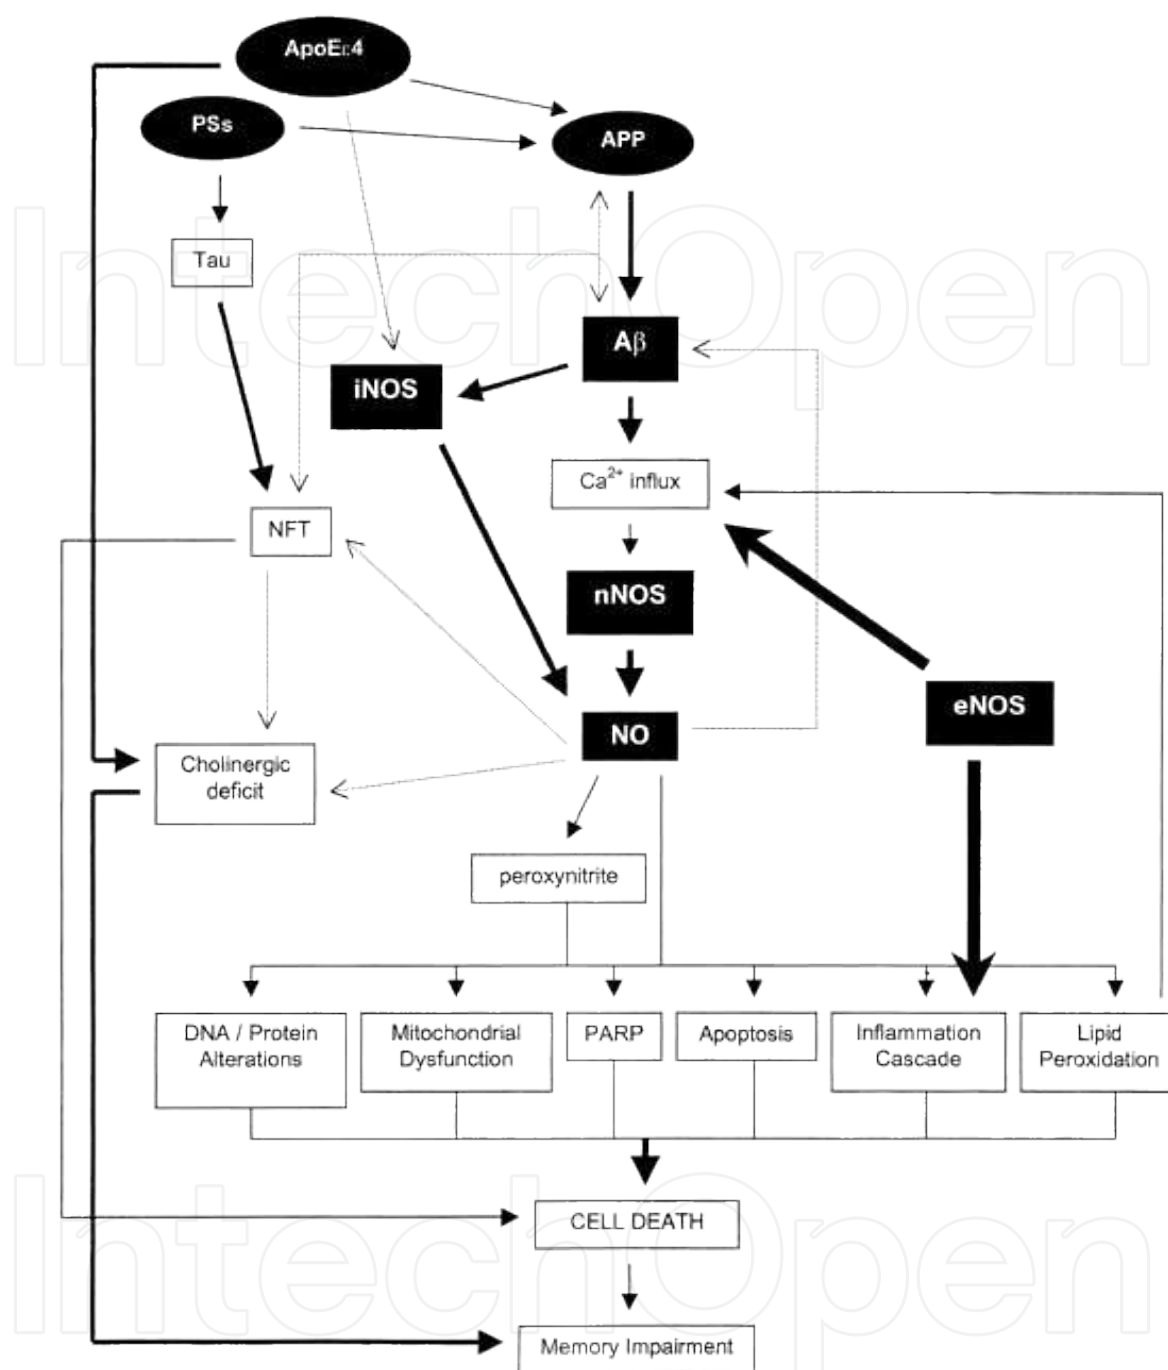 ApoEε4
PSs
APP
Tau
Aβ
iNOS
Ca²⁺ influx
NFT
nNOS
eNOS
NO
Cholinergic
deficit
peroxynitrite
DNA / Protein
Alterations
Mitochondrial
Dysfunction
PARP
Apoptosis
Inflammation
Cascade
Lipid
Peroxidation
CELL DEATH
Memory Impairment
IntechOpen
IntechOpen